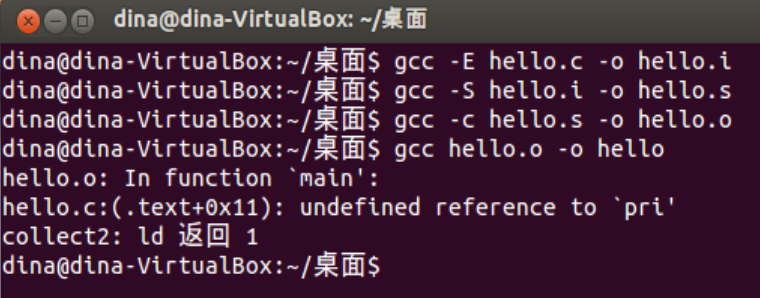 dina@dina-VirtualBox: ~/桌面
dina@dina-VirtualBox:~/桌面$ gcc -E hello.c -o hello.i
dina@dina-VirtualBox:~/桌面$ gcc -S hello.i -o hello.s
dina@dina-VirtualBox:~/桌面$ gcc -c hello.s -o hello.o
dina@dina-VirtualBox:~/桌面$ gcc hello.o -o hello
hello.o: In function `main':
hello.c:(.text+0x11): undefined reference to `pri'
collect2: ld 返回 1
dina@dina-VirtualBox:~/桌面$